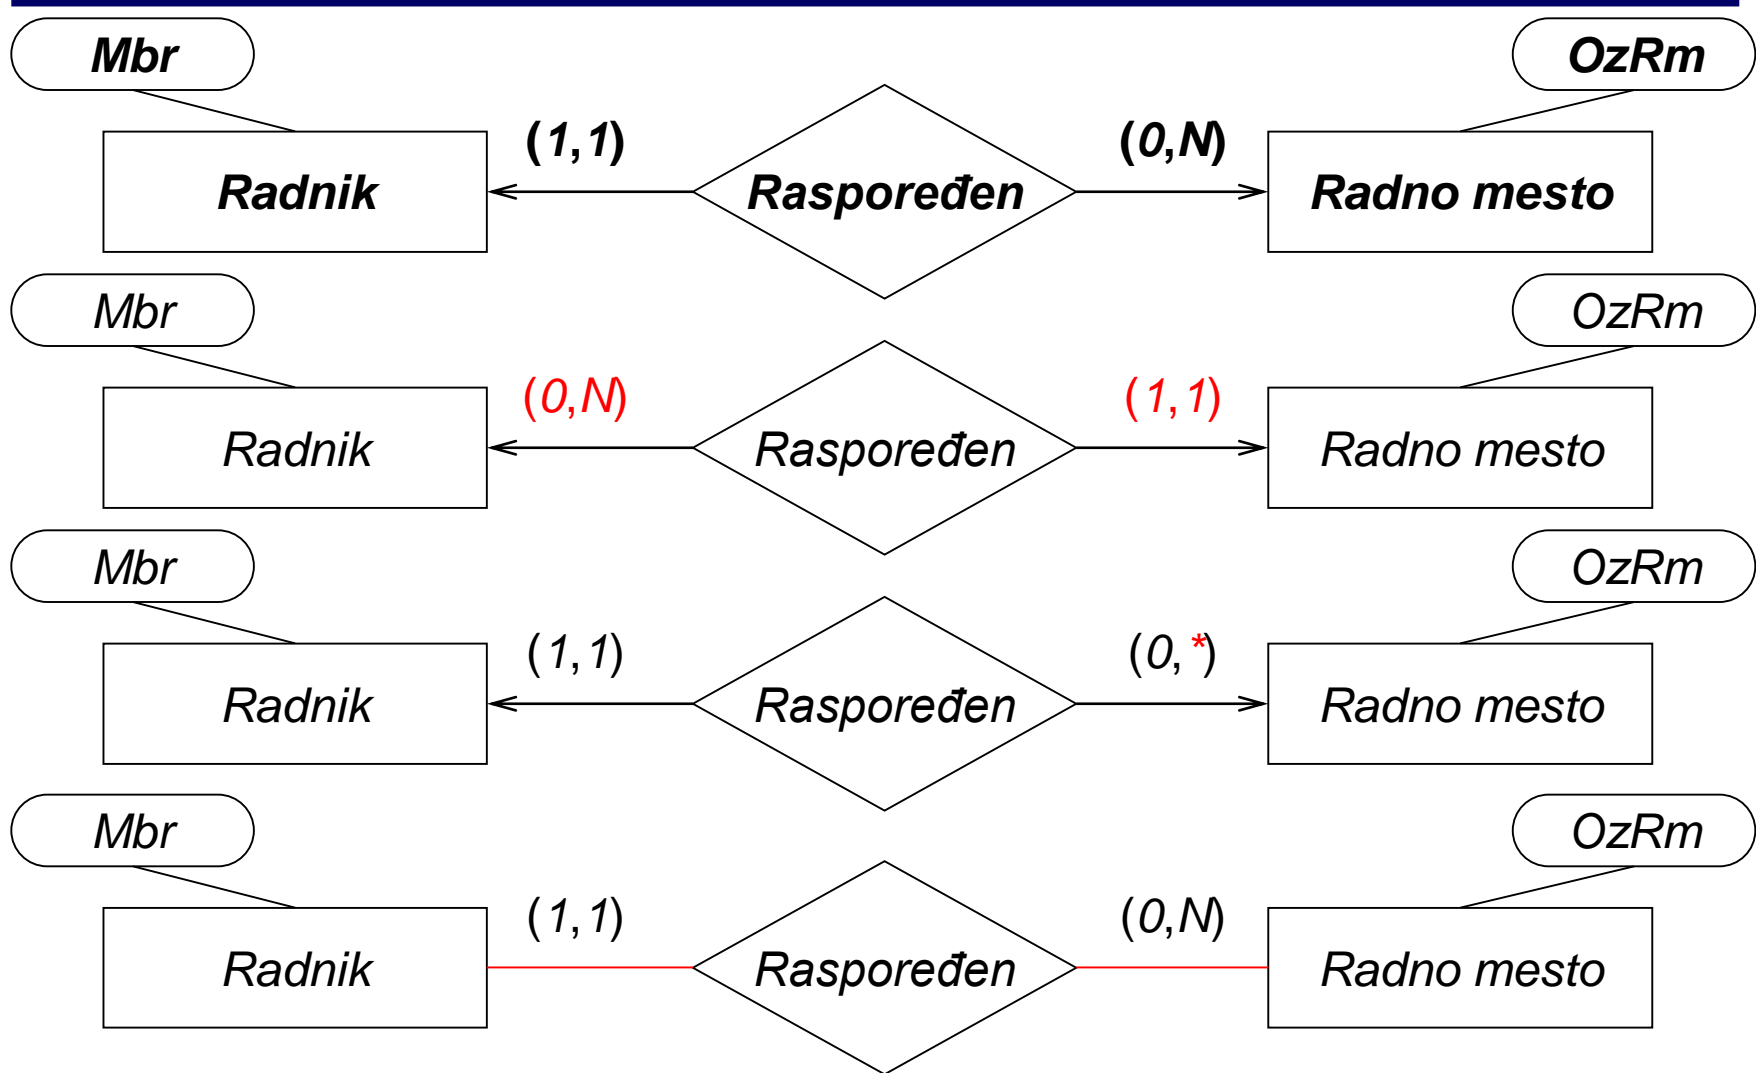 Mbr OzRm
(1,1) (0,N)
Radnik Raspoređen Radno mesto
Mbr OzRm
(0,N) (1,1)
Radnik Raspoređen Radno mesto
Mbr OzRm
(1,1) (0,*)
Radnik Raspoređen Radno mesto
Mbr OzRm
(1,1) (0,N)
Radnik Raspoređen Radno mesto